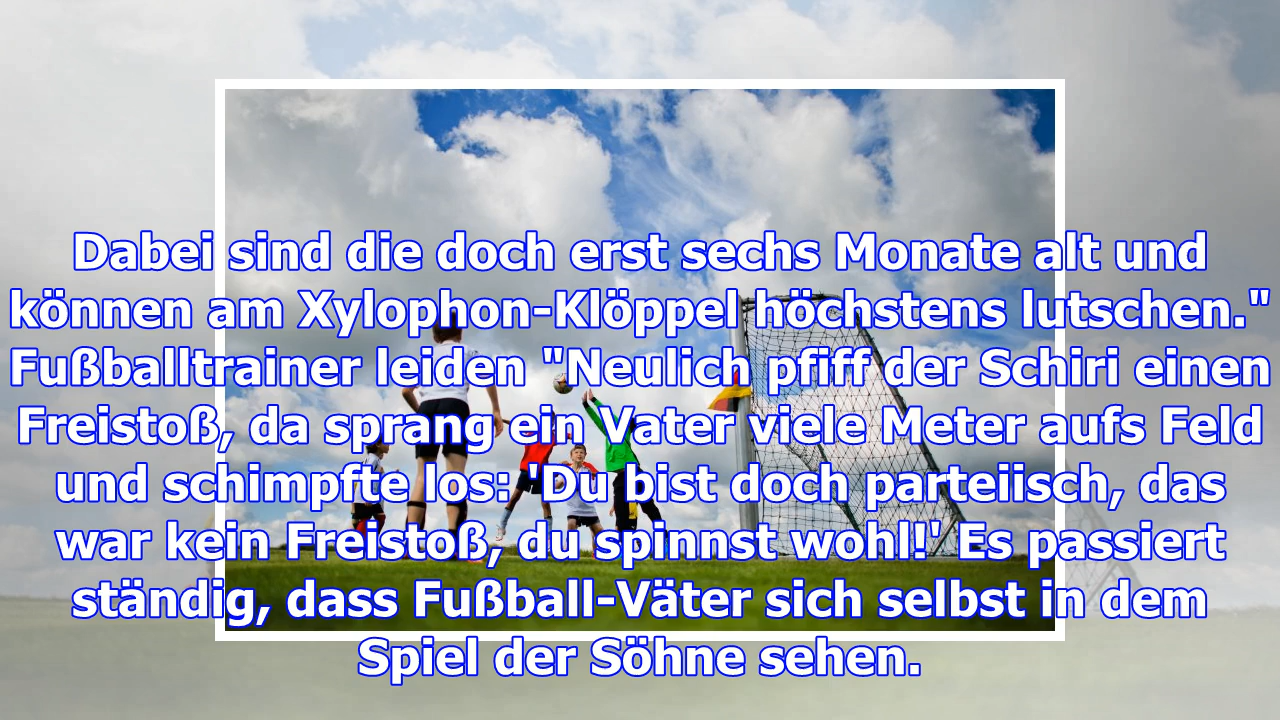 Dabei sind die doch erst sechs Monate alt und
können am Xylophon-Klöppel höchstens lutschen."
Fußballtrainer leiden "Neulich pfiff der Schiri einen
Freistoß, da sprang ein Vater viele Meter aufs Feld
und schimpfte los: 'Du bist doch parteiisch, das
war kein Freistoß, du spinnst wohl!' Es passiert
ständig, dass Fußball-Väter sich selbst in dem
Spiel der Söhne sehen.